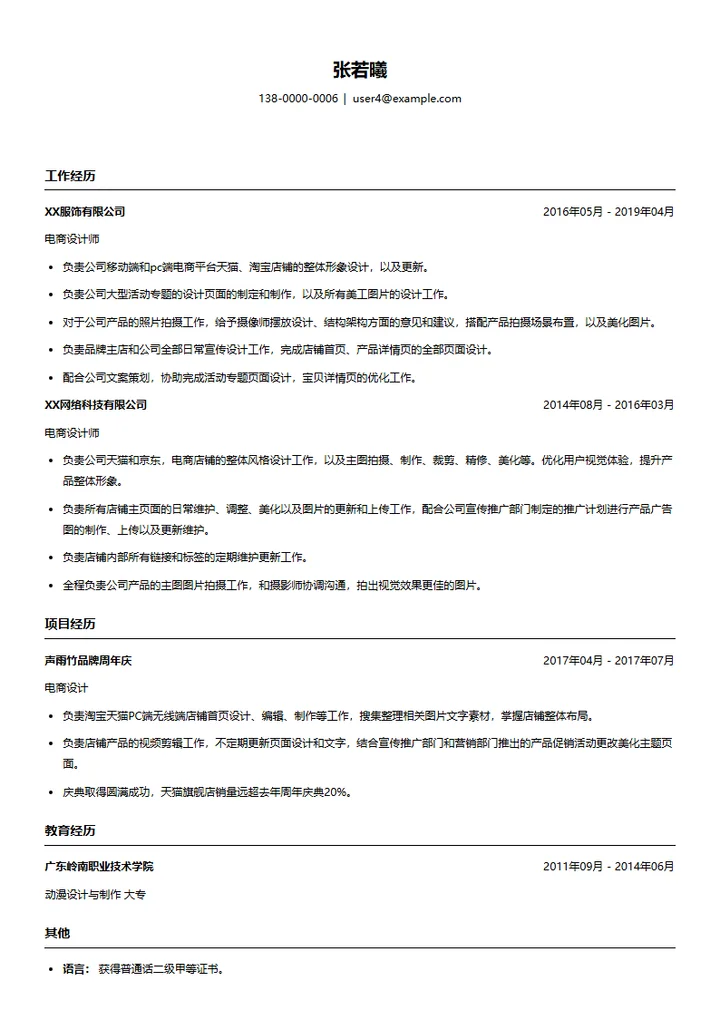 张若曦
138-0000-0006 | user4@example.com
工作经历
XX服饰有限公司 2016年05月 - 2019年04月
电商设计师
• 负责公司移动端和pc端电商平台天猫、淘宝店铺的整体形象设计，以及更新。
• 负责公司大型活动专题的设计页面的制定和制作，以及所有美工图片的设计工作。
• 对于公司产品的照片拍摄工作，给予摄像师摆放设计、结构架构方面的意见和建议，搭配产品拍摄场景布置，以及美化图片。
• 负责品牌主店和公司全部日常宣传设计工作，完成店铺首页、产品详情页的全部页面设计。
• 配合公司文案策划，协助完成活动专题页面设计，宝贝详情页的优化工作。
XX网络科技有限公司 2014年08月 - 2016年03月
电商设计师
• 负责公司天猫和京东，电商店铺的整体风格设计工作，以及主图拍摄、制作、裁剪、精修、美化等。优化用户视觉体验，提升产
品整体形象。
• 负责所有店铺主页面的日常维护、调整、美化以及图片的更新和上传工作，配合公司宣传推广部门制定的推广计划进行产品广告
图的制作、上传以及更新维护。
• 负责店铺内部所有链接和标签的定期维护更新工作。
• 全程负责公司产品的主图图片拍摄工作，和摄影师协调沟通，拍出视觉效果更佳的图片。
项目经历
声雨竹品牌周年庆 2017年04月 - 2017年07月
电商设计
• 负责淘宝天猫PC端无线端店铺首页设计、编辑、制作等工作，搜集整理相关图片文字素材，掌握店铺整体布局。
• 负责店铺产品的视频剪辑工作，不定期更新页面设计和文字，结合宣传推广部门和营销部门推出的产品促销活动更改美化主题页
面。
• 庆典取得圆满成功，天猫旗舰店销量远超去年周年庆典20%。
教育经历
广东岭南职业技术学院 2011年09月 - 2014年06月
动漫设计与制作 大专
其他
• 语言： 获得普通话二级甲等证书。